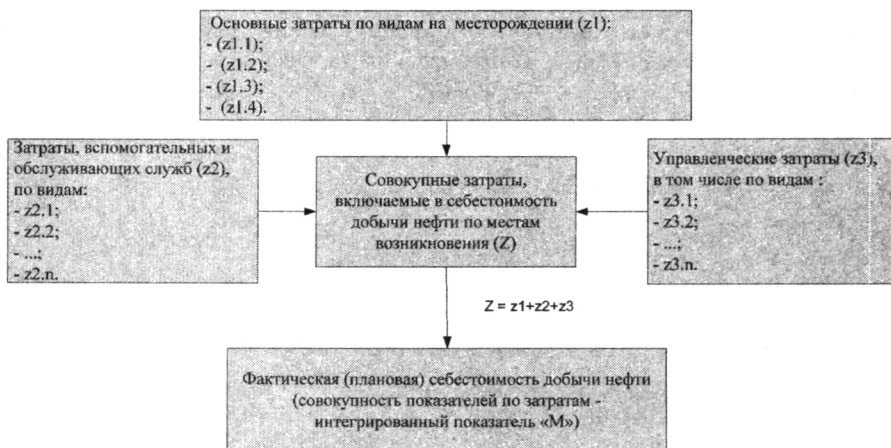 Основные затраты по видам на месторождении (z1):
- (z1.1);
- (z1.2);
- (z1.3);
- (z1.4).
Затраты, вспомогательных и
обслуживающих служб (z2),
по видам:
- z2.1;
- z2.2;
- ...;
- z2.n.
Совокупные затраты,
включаемые в себестоимость
добычи нефти по местам
возникновения (Z)
Управленческие затраты (z3),
в том числе по видам :
- z3.1;
- z3.2;
- ...;
- z3.n.
Z = z1+z2+z3
Фактическая (плановая) себестоимость добычи нефти
(совокупность показателей по затратам -
интегрированный показатель «М»)